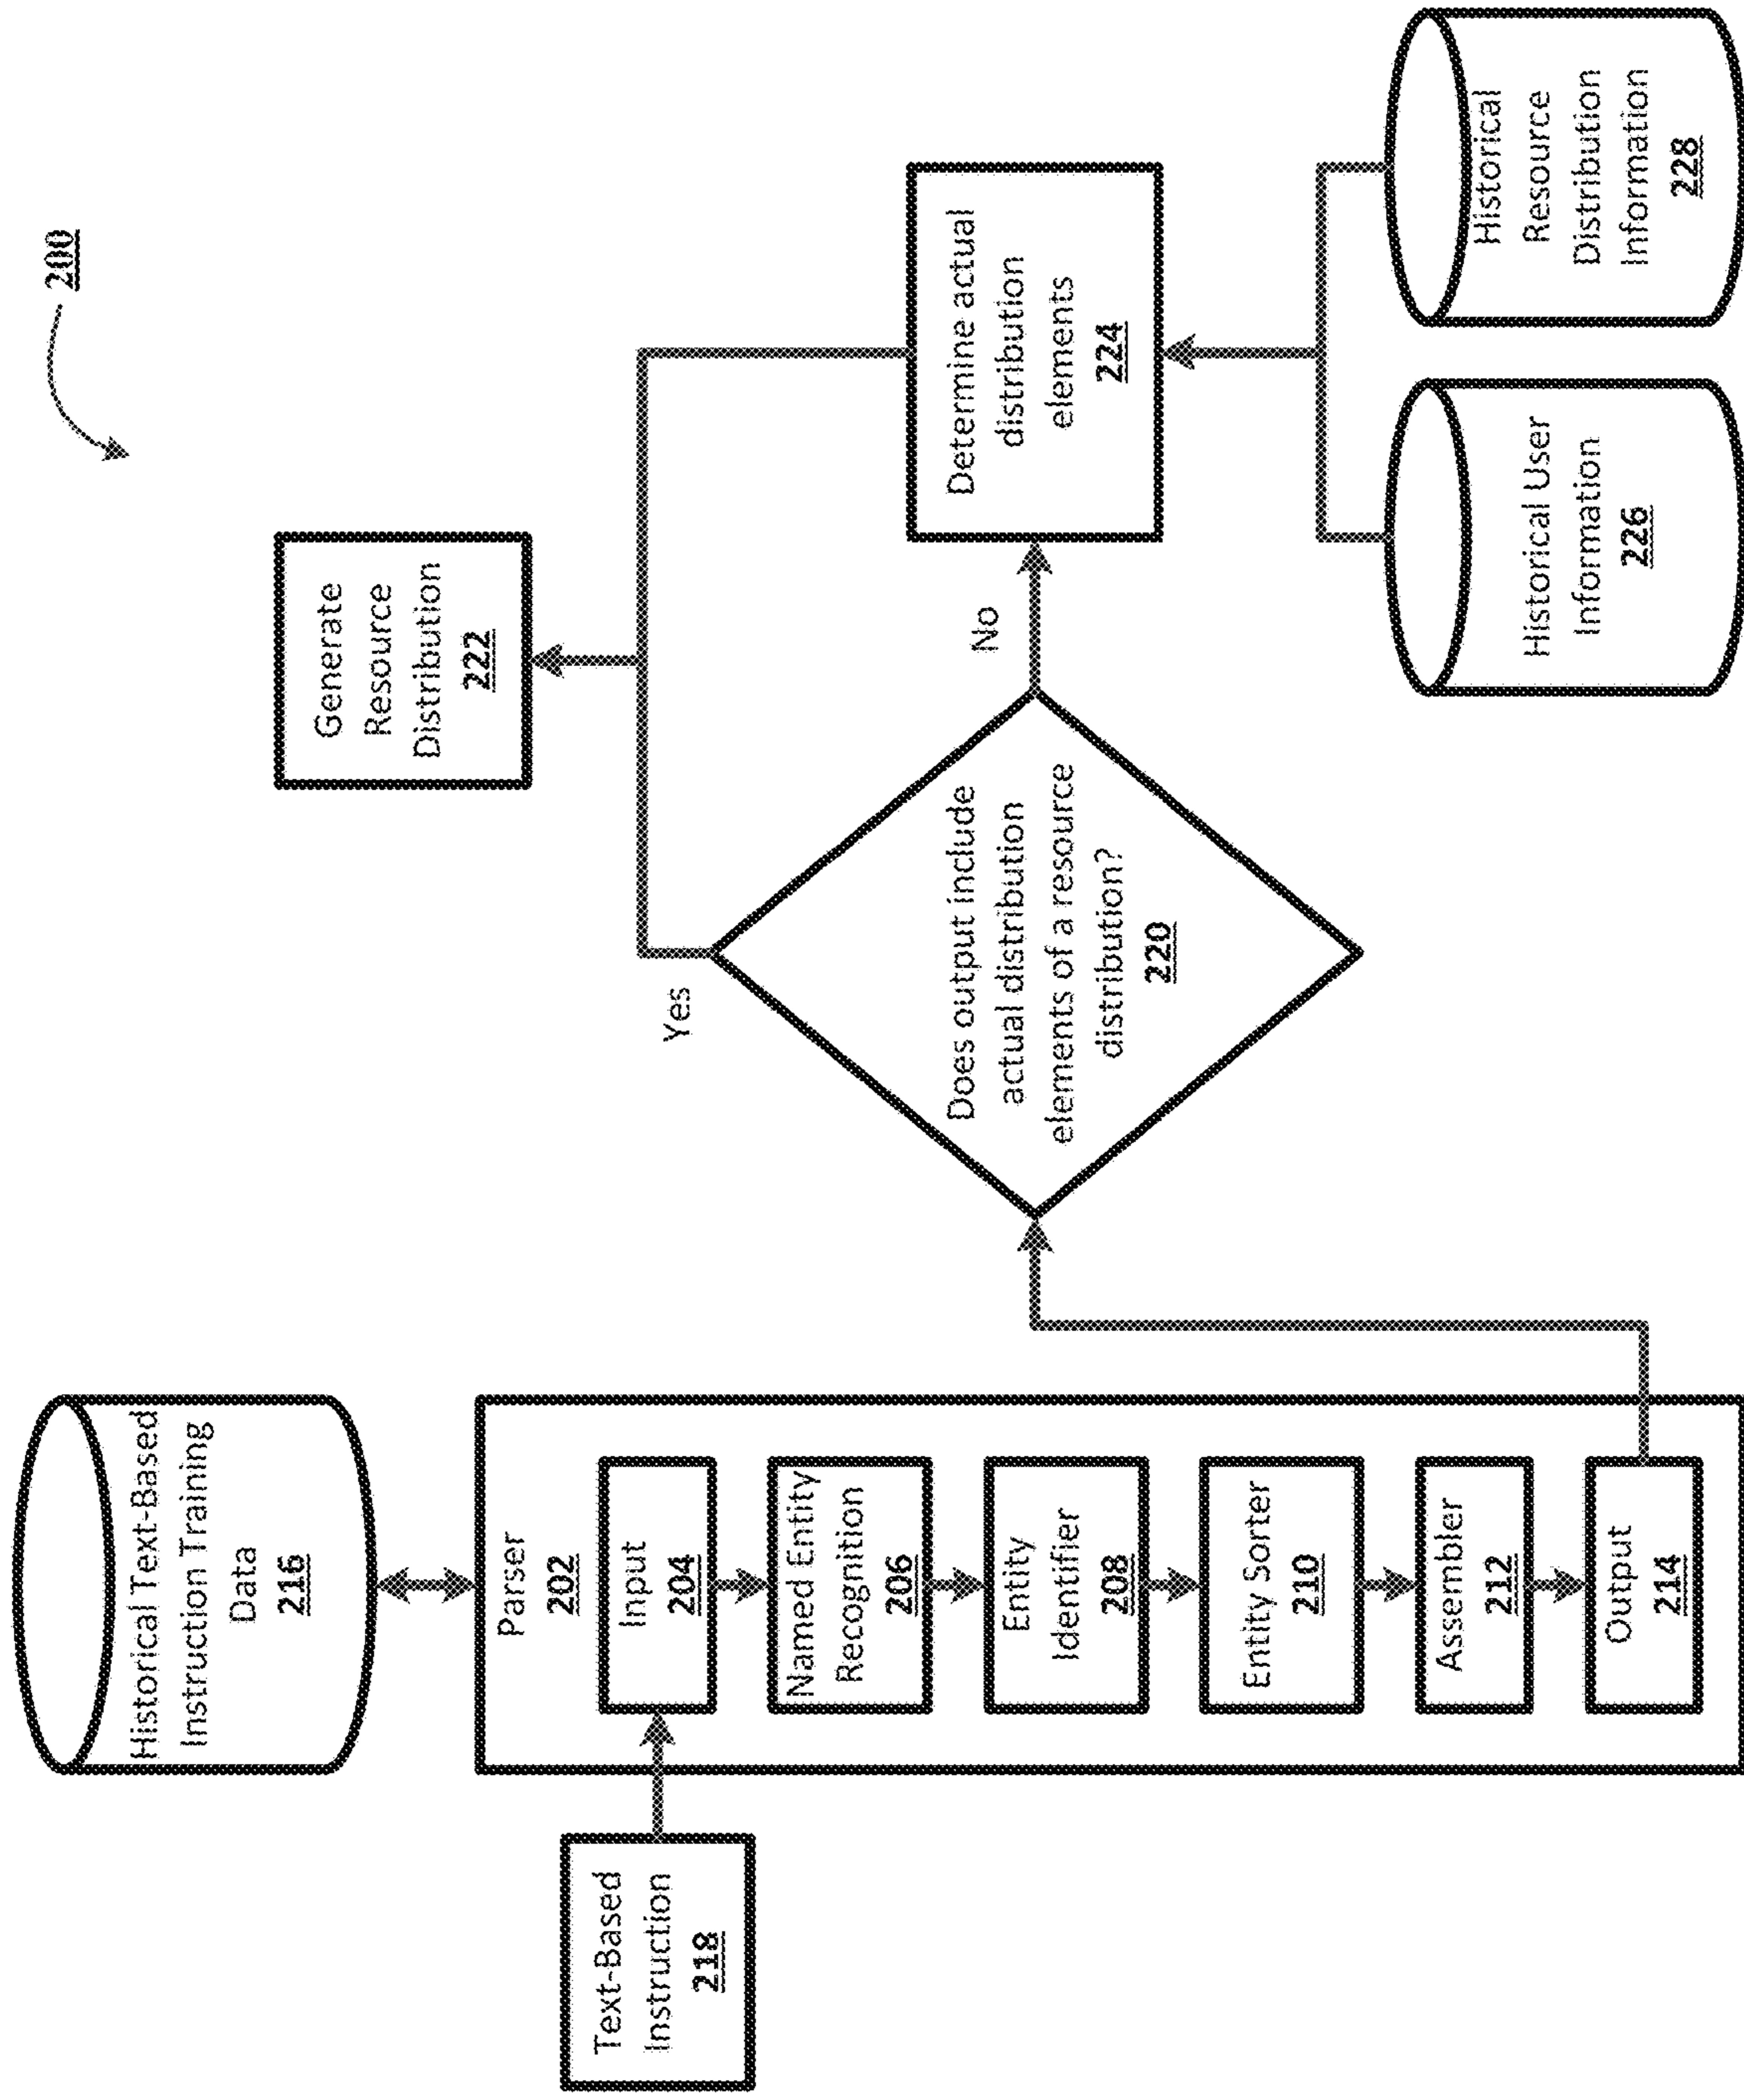 200
Historical Text-Based
Instruction Training
Data
216
Text-Based
Instruction
218
Parser
202
Input
204
Named Entity
Recognition
206
Entity
Identifier
208
Entity Sorter
210
Assembler
212
Output
214
Does output include
actual distribution
elements of a resource
distribution?
220
Yes
No
Generate
Resource
Distribution
222
Determine actual
distribution
elements
224
Historical User
Information
226
Historical
Resource
Distribution
Information
228